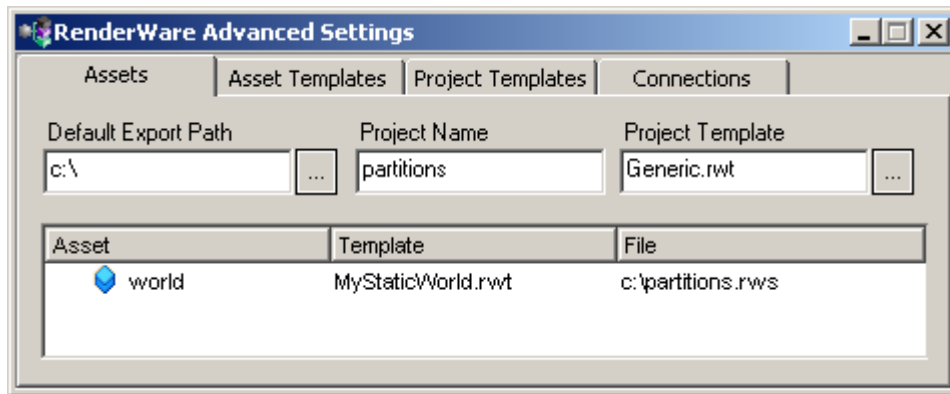 RenderWare Advanced Settings
Assets Asset Templates Project Templates Connections
Default Export Path Project Name Project Template
c:\ ... partitions Generic.rwt ...
Asset Template File
world MyStaticWorld.rwt c:\partitions.rws